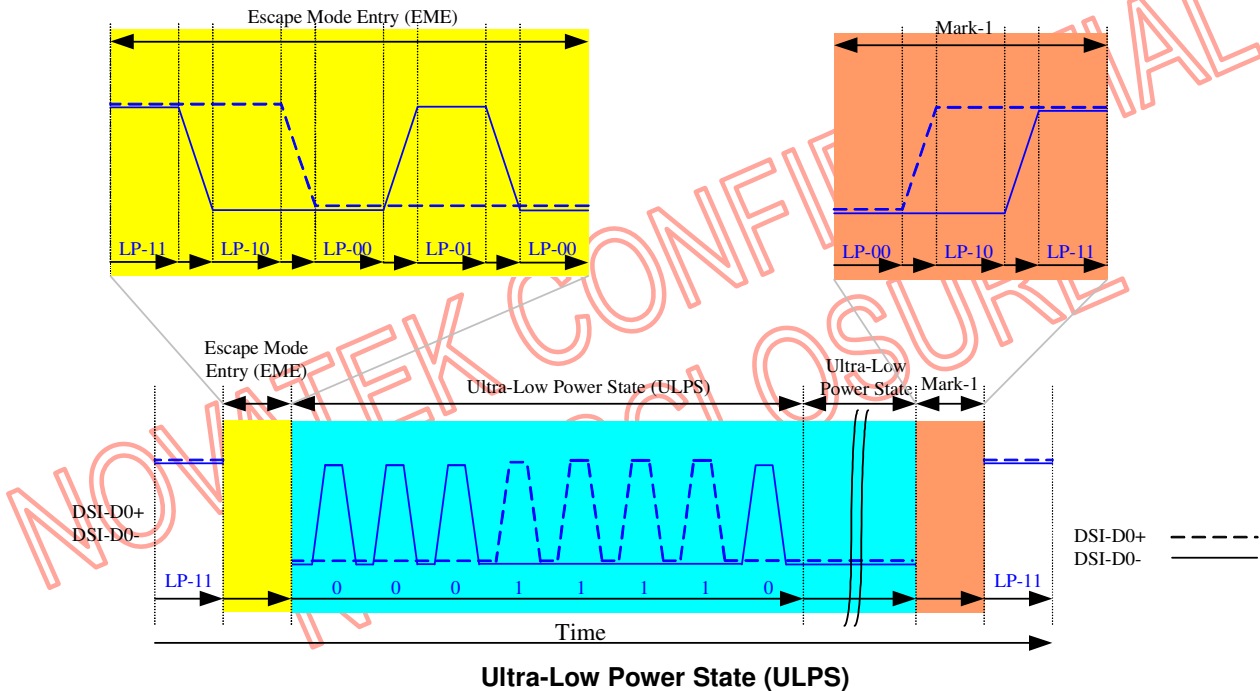 Escape Mode Entry (EME)
Mark-1
LP-11 LP-10 LP-00 LP-01 LP-00
LP-00 LP-10 LP-11
NOVATEK CONFIDENTIAL
DISCLOSURE
Escape Mode
Entry (EME)
Ultra-Low Power State (ULPS)
Ultra-Low
Power State
Mark-1
DSI-D0+
DSI-D0-
DSI-D0+
DSI-D0-
LP-11
0 0 0 1 1 1 1 0
LP-11
Time
Ultra-Low Power State (ULPS)